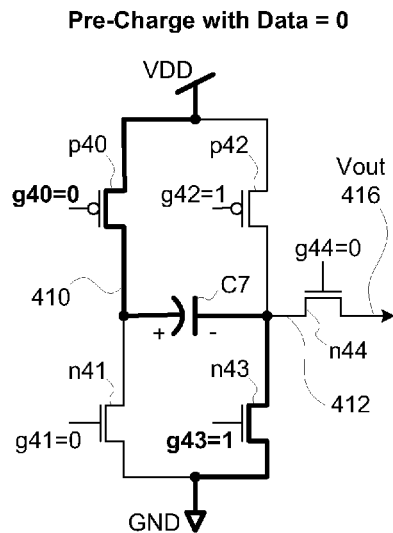 Pre-Charge with Data = 0
VDD
p40
p42
Vout
416
g40=0
g42=1
g44=0
410
C7
+
-
n44
412
n41
n43
g41=0
g43=1
GND